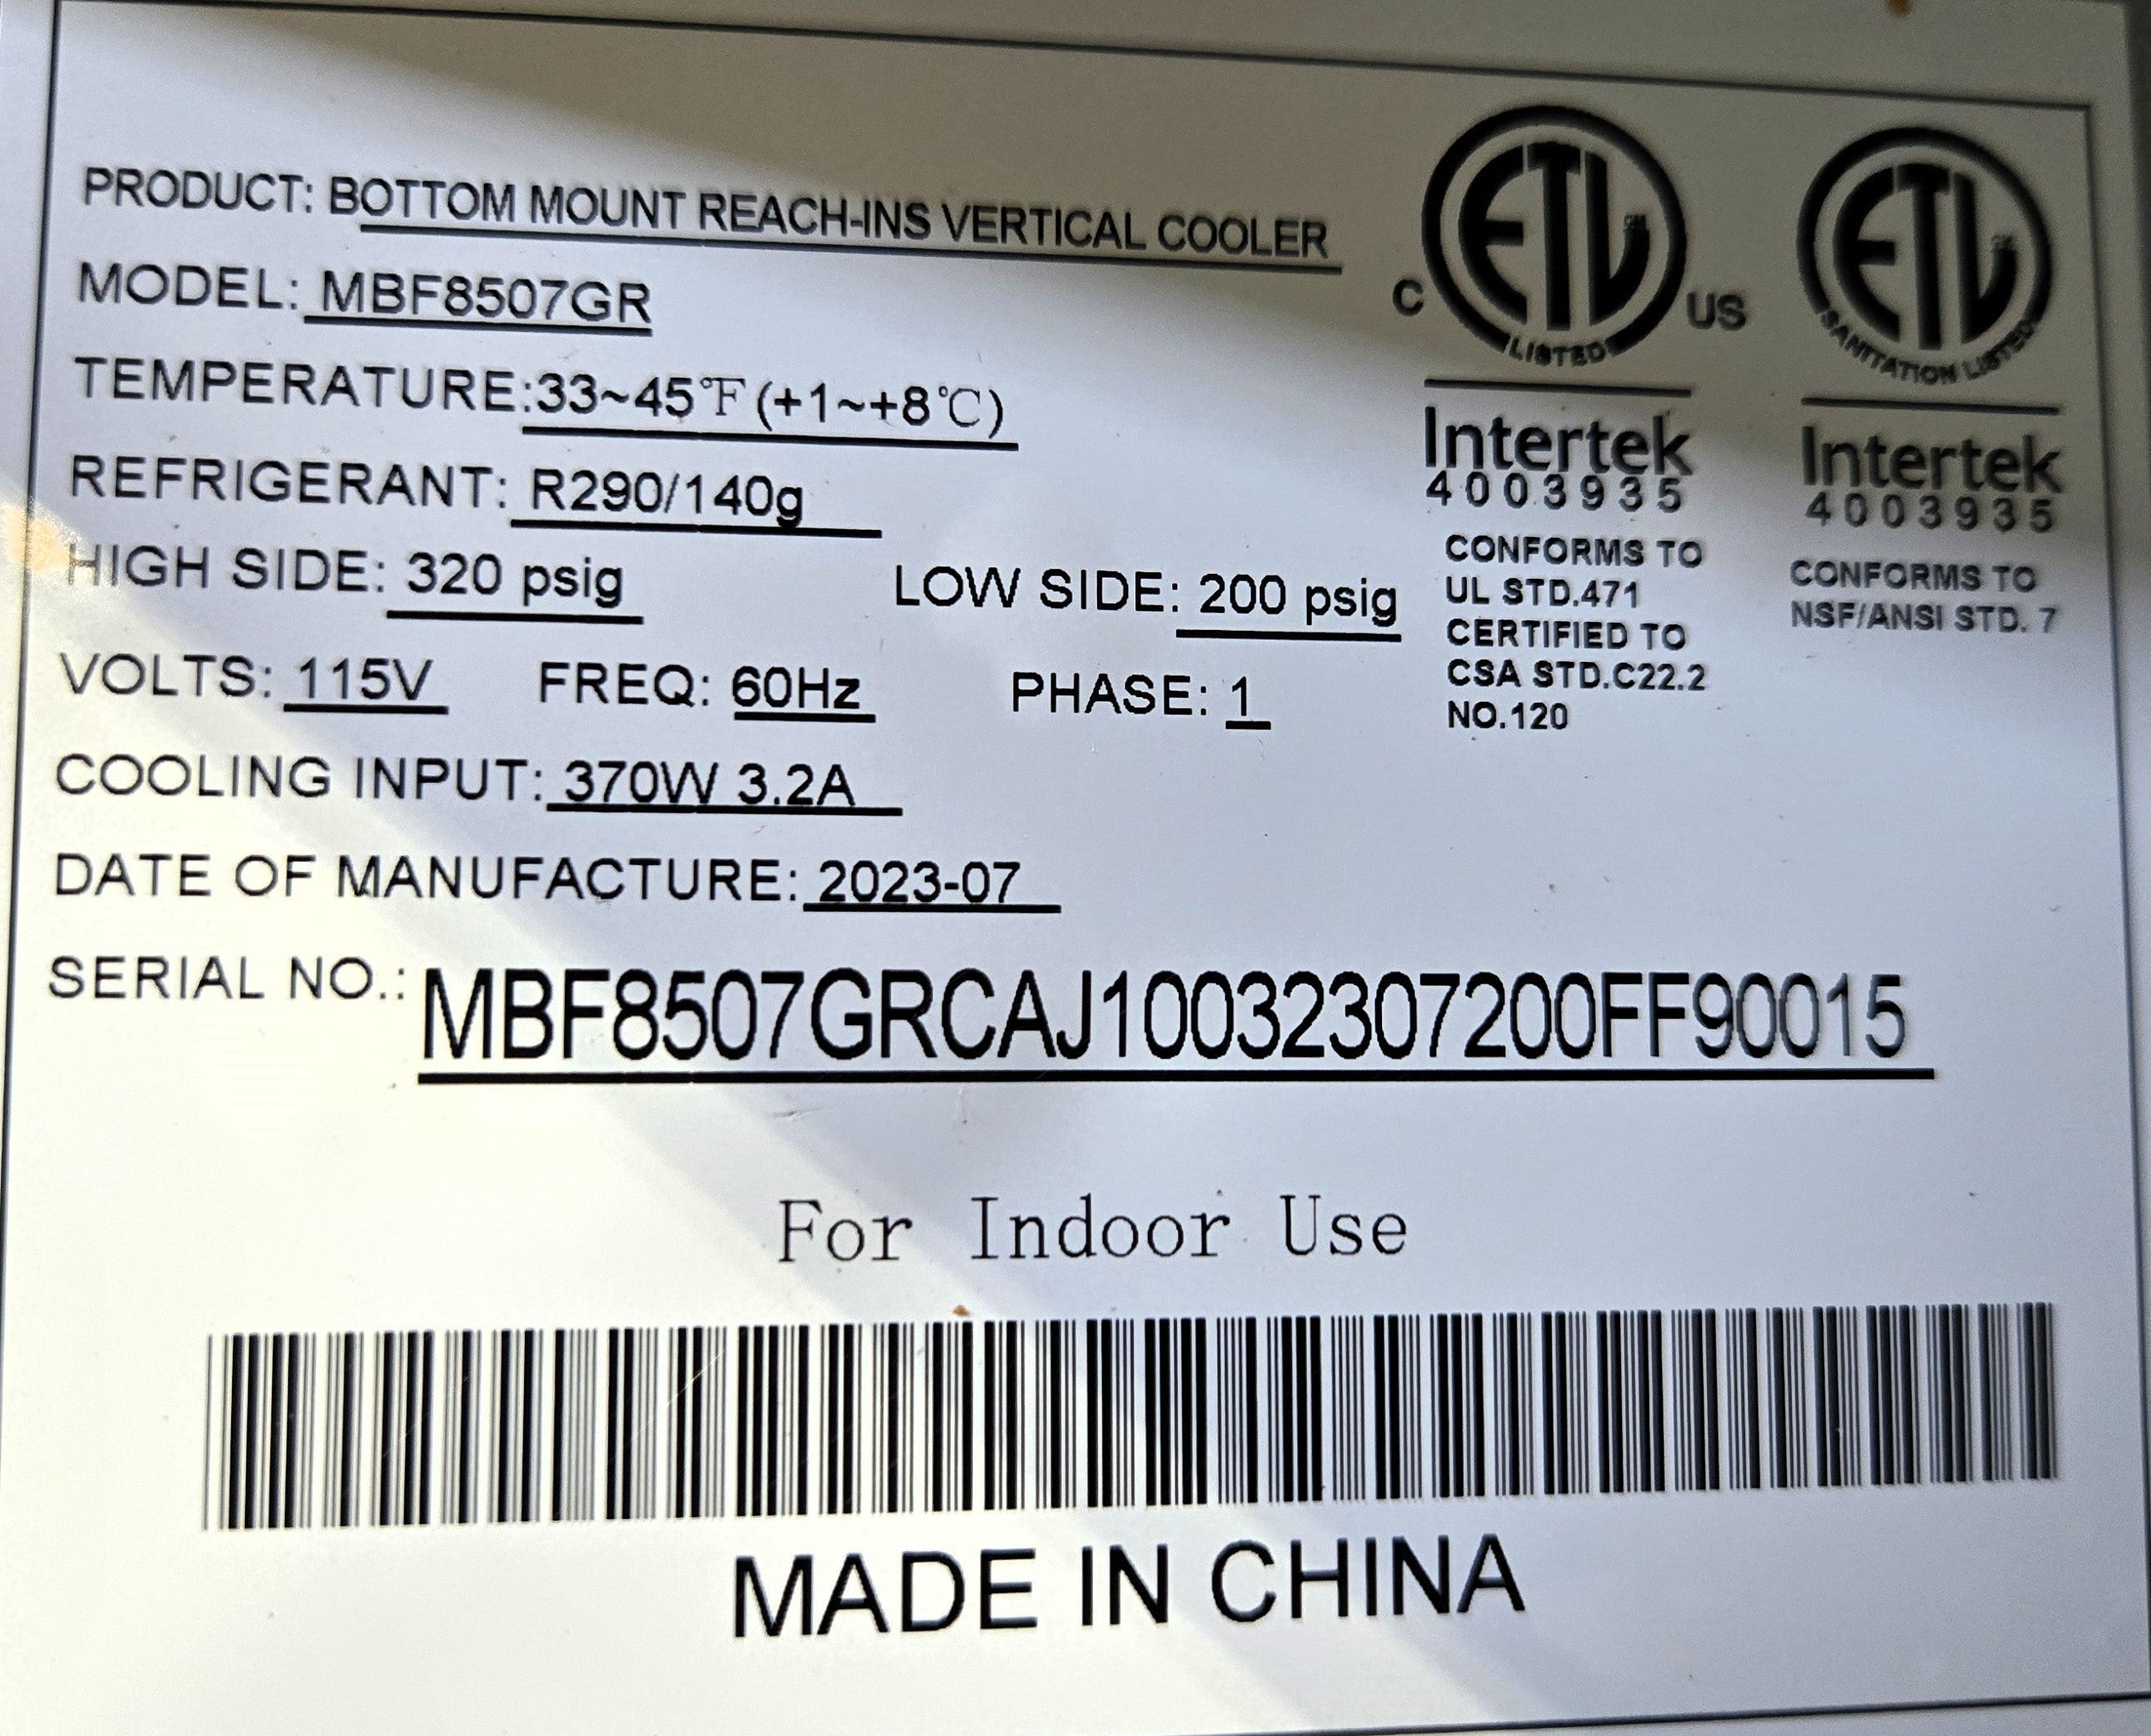 PRODUCT: BOTTOM MOUNT REACH-INS VERTICAL COOLER
MODEL: MBF8507GR
TEMPERATURE:33~45℉(+1~+8℃)
REFRIGERANT: R290/140g
HIGH SIDE: 320 psig LOW SIDE: 200 psig
VOLTS: 115V FREQ: 60Hz PHASE: 1
COOLING INPUT: 370W 3.2A
DATE OF MANUFACTURE: 2023-07
SERIAL NO.: MBF8507GRCAJ10032307200FF90015
C ETL US
LISTED
Intertek
4003935
CONFORMS TO
UL STD.471
CERTIFIED TO
CSA STD.C22.2
NO.120
ETL
SANITATION LISTED
Intertek
4003935
CONFORMS TO
NSF/ANSI STD. 7
For Indoor Use
MADE IN CHINA